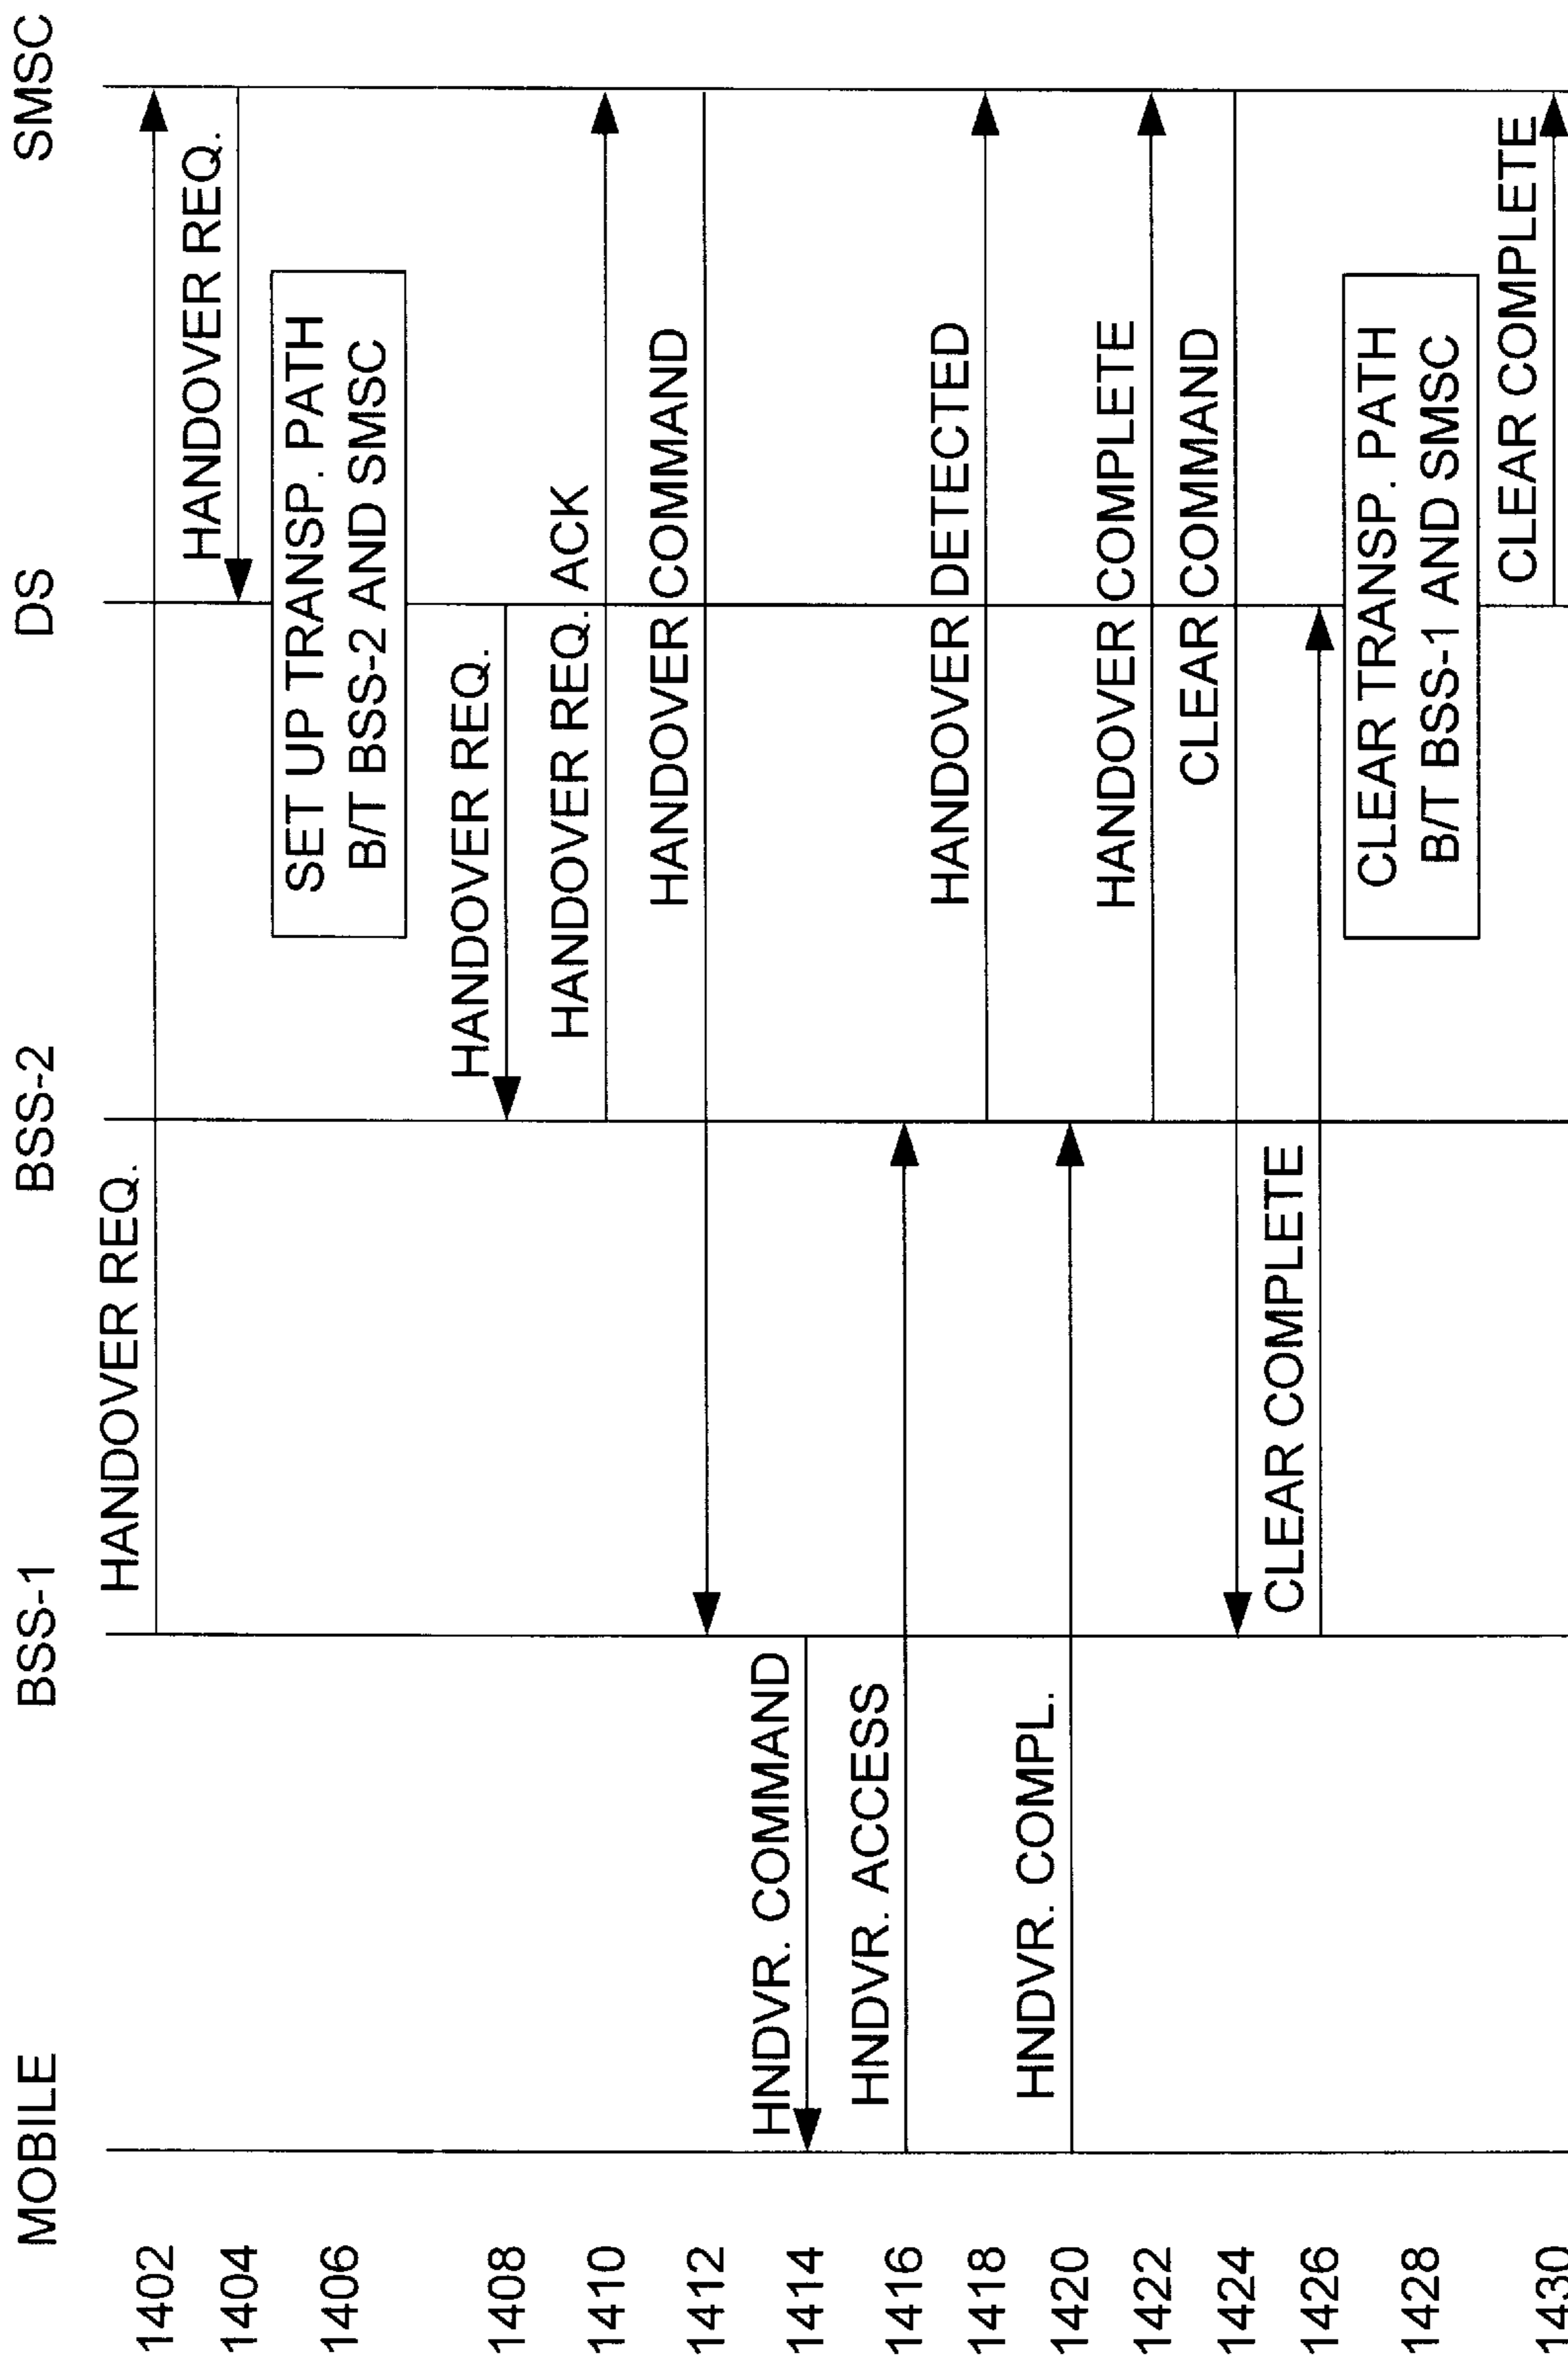 MOBILE
BSS-1
BSS-2
DS
SMSC
1402
HANDOVER REQ.
1404
HANDOVER REQ.
1406
SET UP TRANSP. PATH
B/T BSS-2 AND SMSC
1408
HANDOVER REQ.
1410
HANDOVER REQ. ACK
1412
HANDOVER COMMAND
1414
HNDVR. COMMAND
1416
HNDVR. ACCESS
1418
HANDOVER DETECTED
1420
HNDVR. COMPL.
1422
HANDOVER COMPLETE
1424
CLEAR COMMAND
1426
CLEAR COMPLETE
1428
CLEAR TRANSP. PATH
B/T BSS-1 AND SMSC
1430
CLEAR COMPLETE